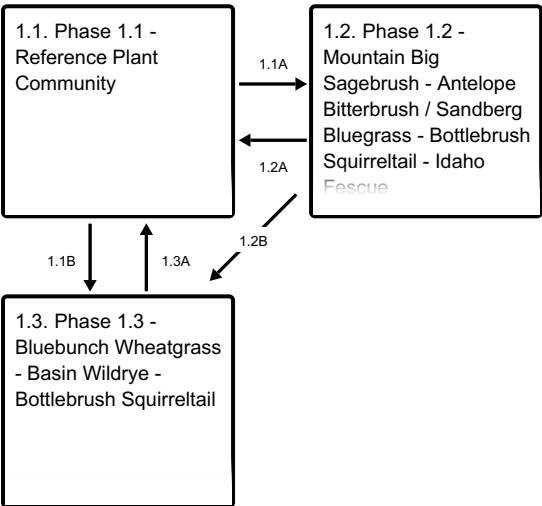 1.1. Phase 1.1 -
Reference Plant
Community
1.1A
1.2. Phase 1.2 -
Mountain Big
Sagebrush - Antelope
Bitterbrush / Sandberg
Bluegrass - Bottlebrush
Squirreltail - Idaho
Fescue
1.2A
1.2B
1.1B
1.3A
1.3. Phase 1.3 -
Bluebunch Wheatgrass
- Basin Wildrye -
Bottlebrush Squirreltail